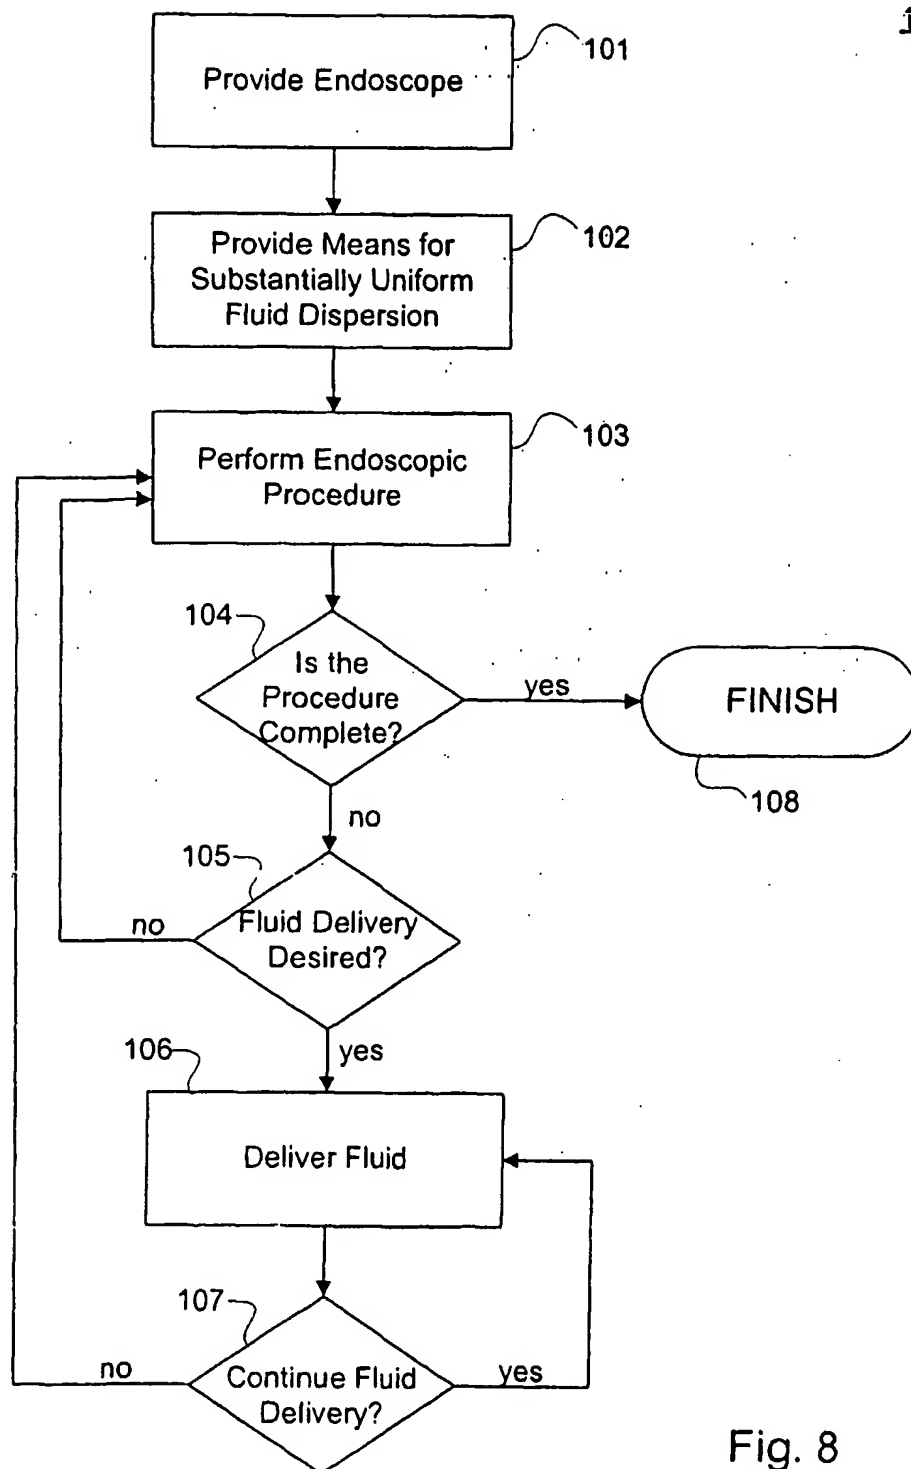 101
Provide Endoscope
102
Provide Means for
Substantially Uniform
Fluid Dispersion
103
Perform Endoscopic
Procedure
104
Is the
Procedure
Complete?
yes
FINISH
108
no
105
Fluid Delivery
Desired?
no
yes
106
Deliver Fluid
107
Continue Fluid
Delivery?
no
yes
Fig. 8